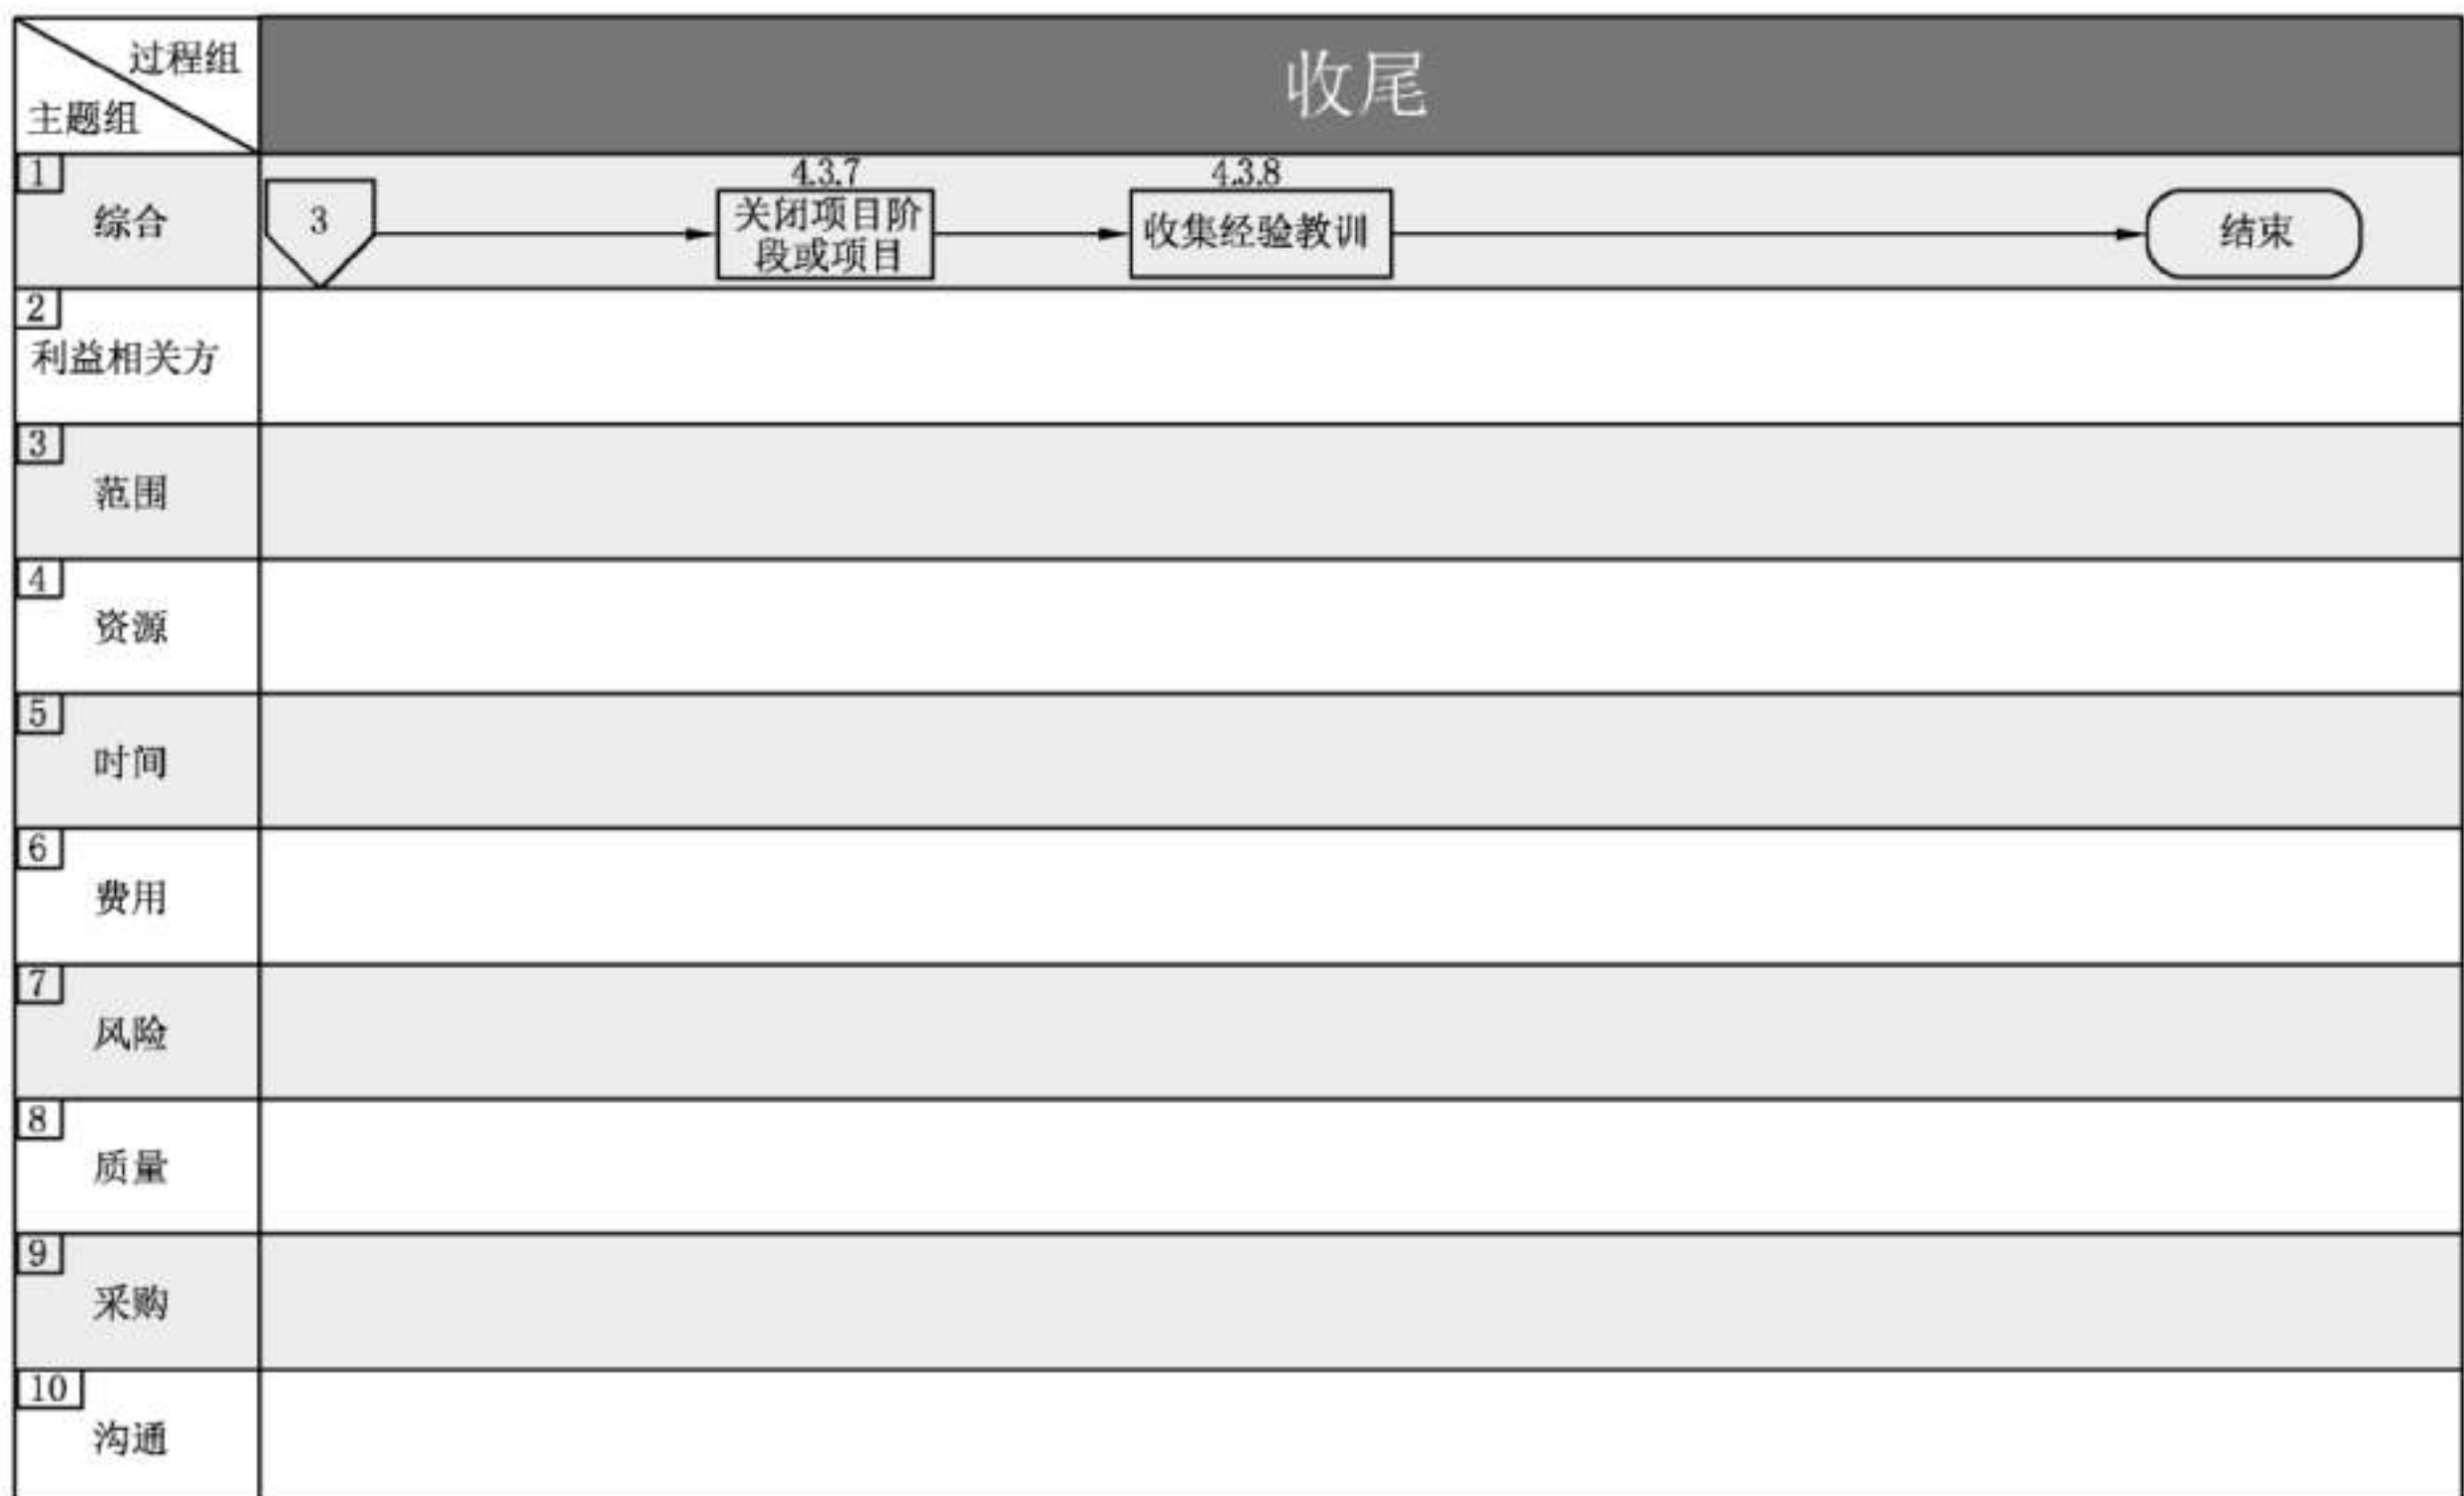 过程组
主题组
收尾
1
综合
3
4.3.7
关闭项目阶
段或项目
4.3.8
收集经验教训
结束
2
利益相关方
3
范围
4
资源
5
时间
6
费用
7
风险
8
质量
9
采购
10
沟通